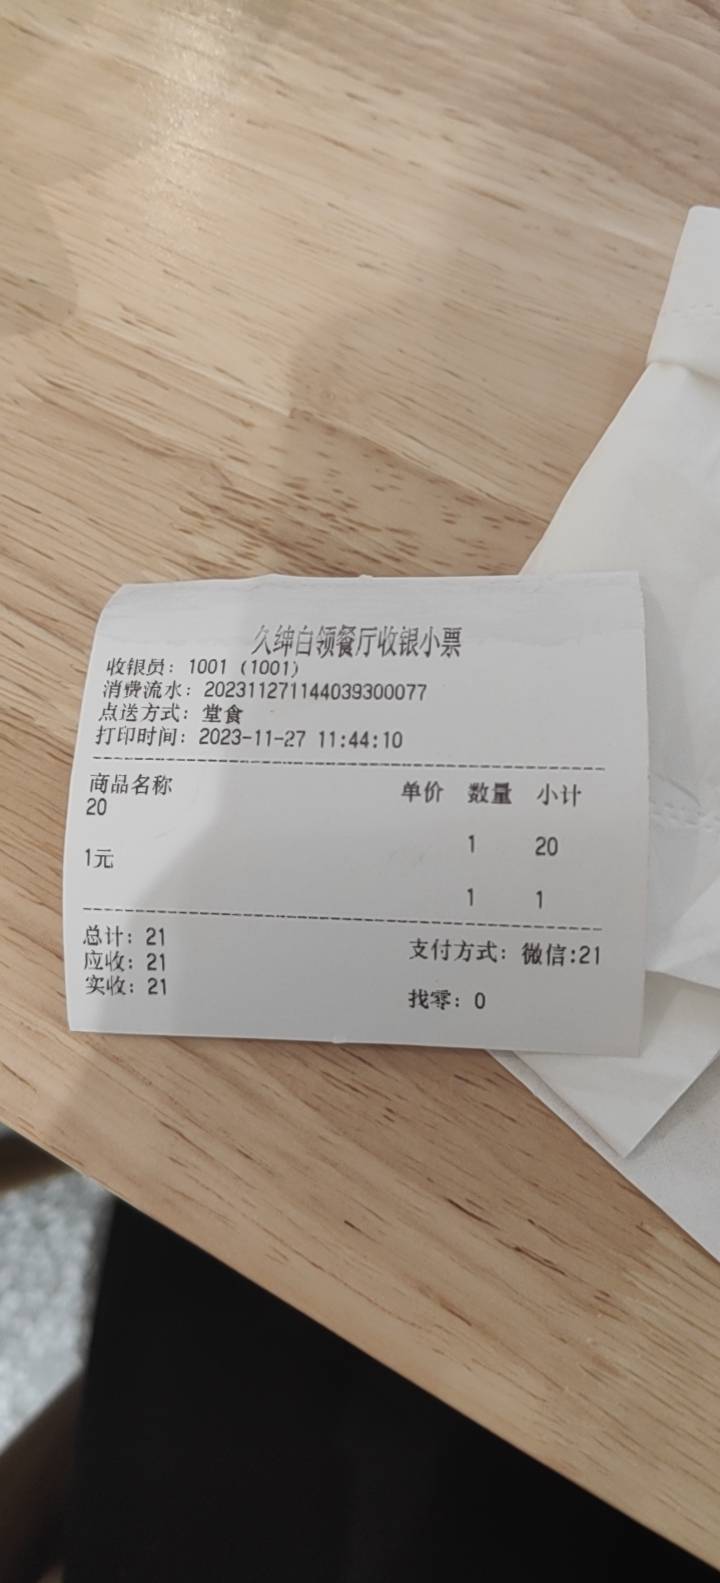 久绅白领餐厅收银小票
收银员：1001 (1001)
消费流水：202311271144039300077
点送方式：堂食
打印时间：2023-11-27 11:44:10
商品名称 单价 数量 小计
20
1 20
1元
1 1
总计：21
支付方式：微信:21
应收：21
实收：21
找零：0